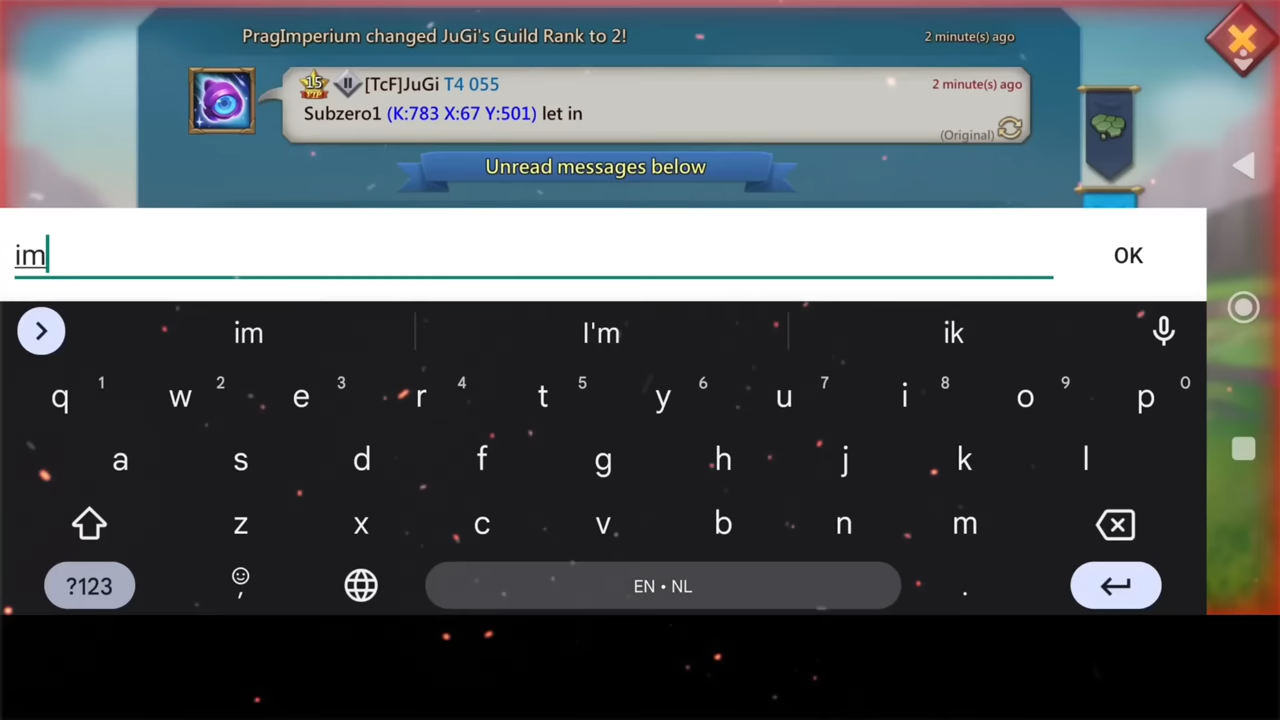 PragImperium changed JuGi's Guild Rank to 2!
2 minute(s) ago
15
[TcF]JuGi T4 055
2 minute(s) ago
Subzero1 (K:783 X:67 Y:501) let in
(Original)
Unread messages below
im
OK
im
I'm
ik
q 1 w 2 e 3 r 4 t 5 y 6 u 7 i 8 o 9 p 0
a s d f g h j k l
z x c v b n m
?123 , EN • NL .